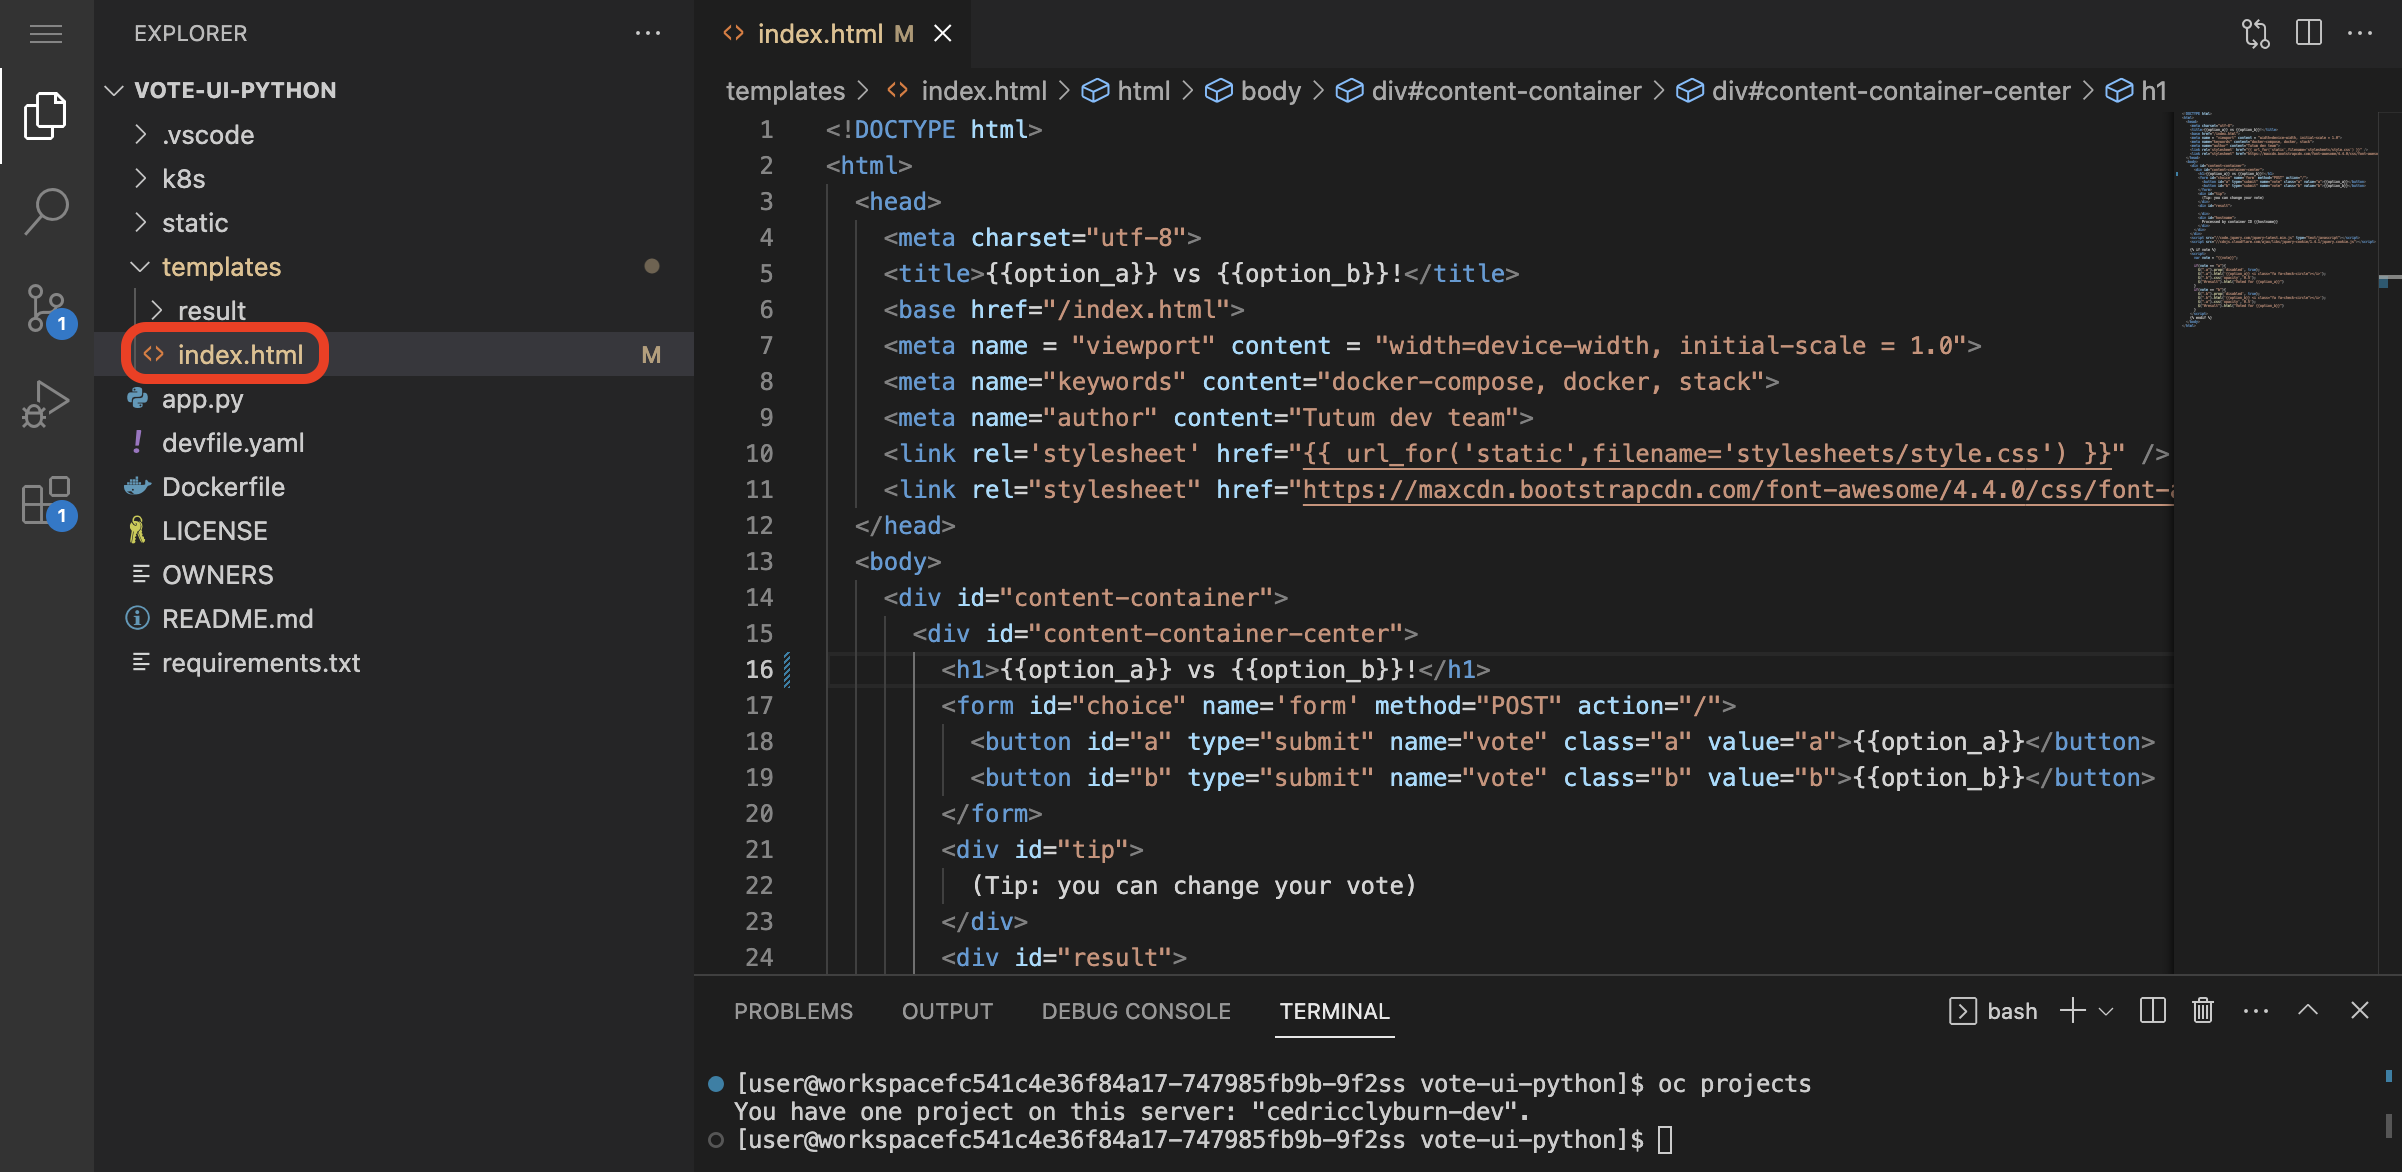 EXPLORER
VOTE-UI-PYTHON
.vscode
k8s
static
templates
result
index.html M
app.py
devfile.yaml
Dockerfile
LICENSE
OWNERS
README.md
requirements.txt
1
1
index.html M
templates > index.html > html > body > div#content-container > div#content-container-center > h1
1 <!DOCTYPE html>
2 <html>
3 <head>
4 <meta charset="utf-8">
5 <title>{{option_a}} vs {{option_b}}!</title>
6 <base href="/index.html">
7 <meta name = "viewport" content = "width=device-width, initial-scale = 1.0">
8 <meta name="keywords" content="docker-compose, docker, stack">
9 <meta name="author" content="Tutum dev team">
10 <link rel='stylesheet' href="{{ url_for('static',filename='stylesheets/style.css') }}" />
11 <link rel="stylesheet" href="https://maxcdn.bootstrapcdn.com/font-awesome/4.4.0/css/font-
12 </head>
13 <body>
14 <div id="content-container">
15 <div id="content-container-center">
16 <h1>{{option_a}} vs {{option_b}}!</h1>
17 <form id="choice" name='form' method="POST" action="/">
18 <button id="a" type="submit" name="vote" class="a" value="a">{{option_a}}</button>
19 <button id="b" type="submit" name="vote" class="b" value="b">{{option_b}}</button>
20 </form>
21 <div id="tip">
22 (Tip: you can change your vote)
23 </div>
24 <div id="result">
PROBLEMS OUTPUT DEBUG CONSOLE TERMINAL bash
[user@workspacefc541c4e36f84a17-747985fb9b-9f2ss vote-ui-python]$ oc projects
You have one project on this server: "cedricclyburn-dev".
[user@workspacefc541c4e36f84a17-747985fb9b-9f2ss vote-ui-python]$